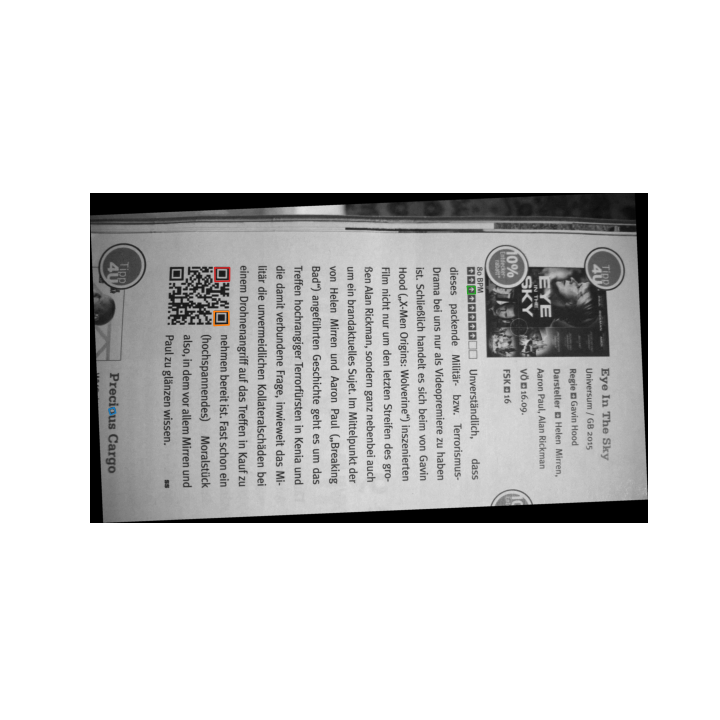 Tipp
4U
10%
EYE
IN THE
SKY
Eye In The Sky
Universum / GB 2015
Regie Gavin Hood
Darsteller Helen Mirren,
Aaron Paul, Alan Rickman
VÖ 16.09.
FSK 16
80 BPM
Unverständlich, dass
dieses packende Militär- bzw. Terrorismus-
Drama bei uns nur als Videopremiere zu haben
ist. Schließlich handelt es sich beim von Gavin
Hood („X-Men Origins: Wolverine“) inszenierten
Film nicht nur um den letzten Streifen des gro-
ßen Alan Rickman, sondern ganz nebenbei auch
um ein brandaktuelles Sujet. Im Mittelpunkt der
von Helen Mirren und Aaron Paul („Breaking
Bad“) angeführten Geschichte geht es um das
Treffen hochrangiger Terrorfürsten in Kenia und
die damit verbundene Frage, inwieweit das Mi-
litär die unvermeidlichen Kollateralschäden bei
einem Drohnenangriff auf das Treffen in Kauf zu
nehmen bereit ist. Fast schon ein
(hochspannendes) Moralstück
also, in dem vor allem Mirren und
Paul zu glänzen wissen.
Tipp
4U
Precious Cargo